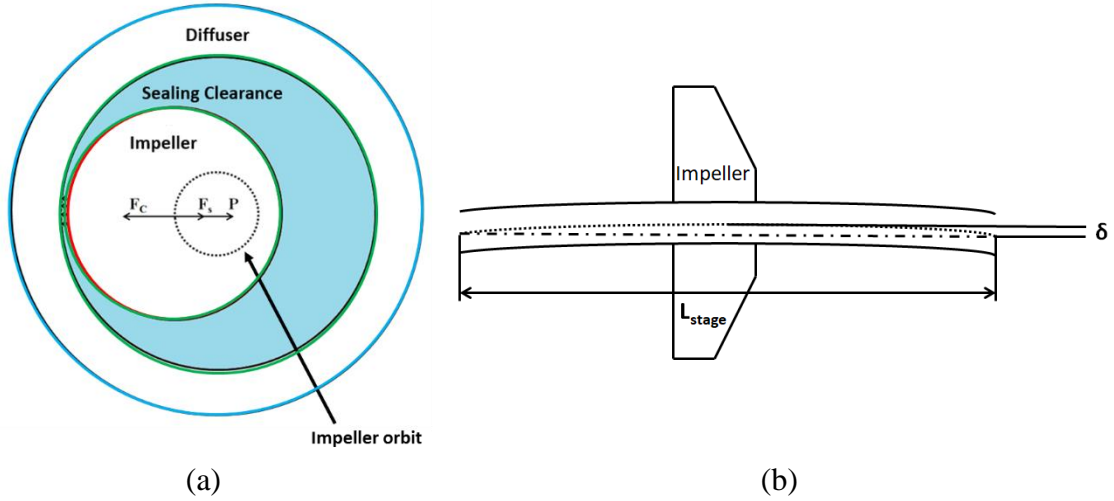 Diffuser
Sealing Clearance
Impeller
F_C F_s P
Impeller orbit
(a)
Impeller
δ
L_stage
(b)